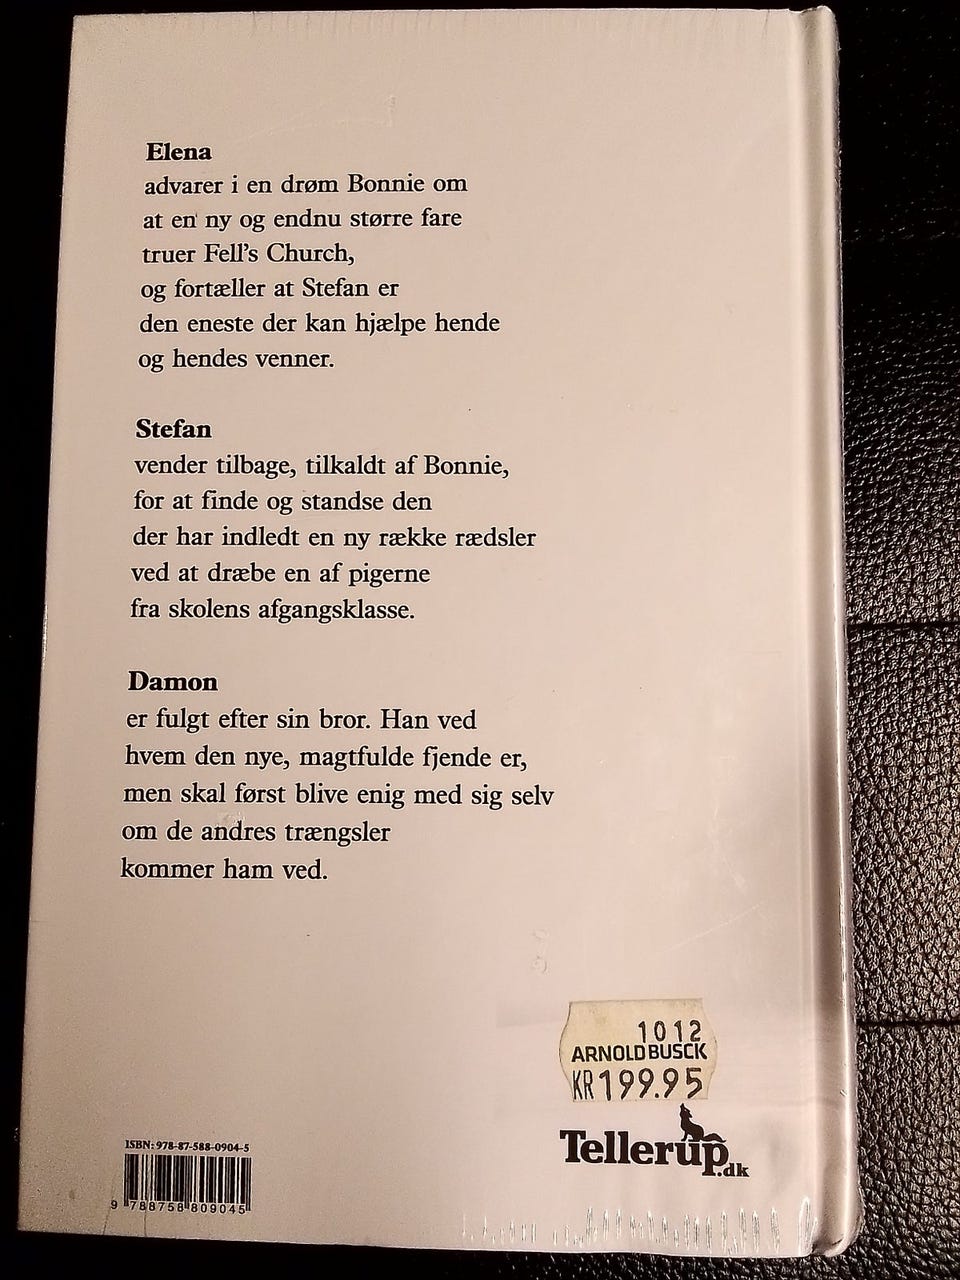 Elena
advarer i en drøm Bonnie om
at en ny og endnu større fare
truer Fell's Church,
og fortæller at Stefan er
den eneste der kan hjælpe hende
og hendes venner.
Stefan
vender tilbage, tilkaldt af Bonnie,
for at finde og standse den
der har indledt en ny række rædsler
ved at dræbe en af pigerne
fra skolens afgangsklasse.
Damon
er fulgt efter sin bror. Han ved
hvem den nye, magtfulde fjende er,
men skal først blive enig med sig selv
om de andres trængsler
kommer ham ved.
1012
ARNOLD BUSCK
KR 199.95
Tellerup.dk
ISBN: 978-87-588-0904-5
9 788758 809045